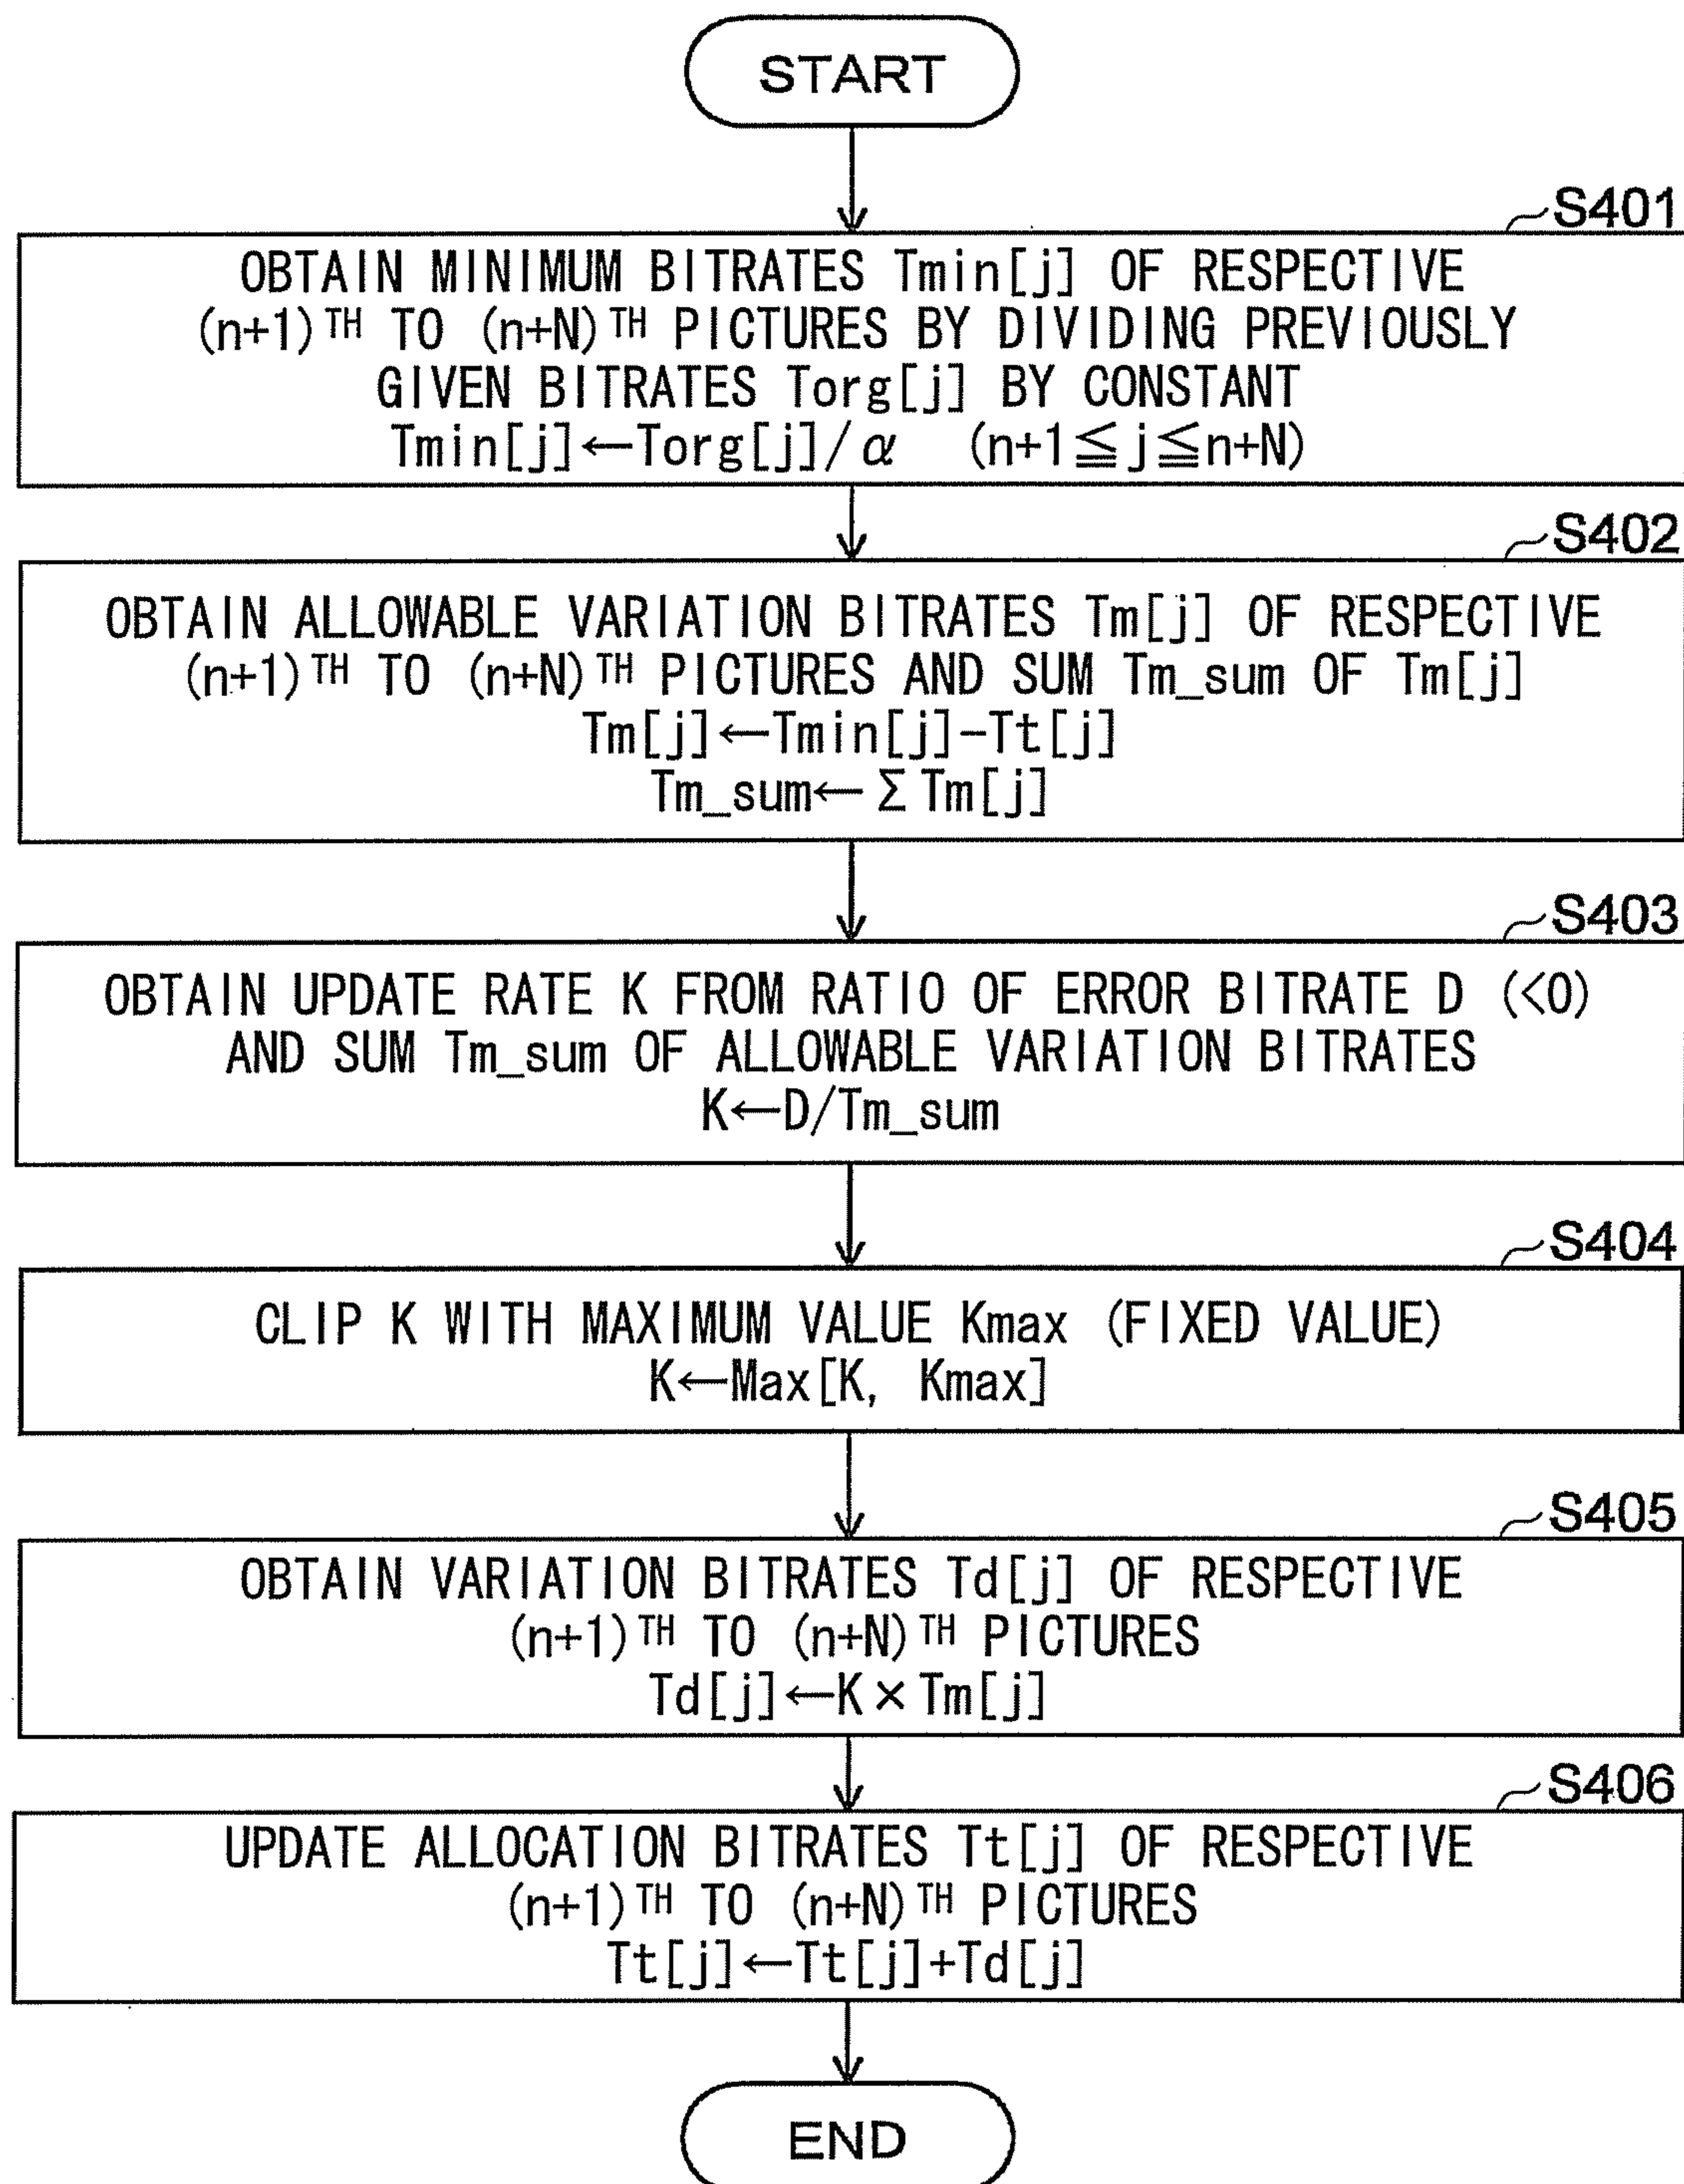 START
S401
OBTAIN MINIMUM BITRATES Tmin[j] OF RESPECTIVE
(n+1)TH TO (n+N)TH PICTURES BY DIVIDING PREVIOUSLY
GIVEN BITRATES Torg[j] BY CONSTANT
Tmin[j]←Torg[j]/α (n+1≦j≦n+N)
S402
OBTAIN ALLOWABLE VARIATION BITRATES Tm[j] OF RESPECTIVE
(n+1)TH TO (n+N)TH PICTURES AND SUM Tm_sum OF Tm[j]
Tm[j]←Tmin[j]-Tt[j]
Tm_sum←ΣTm[j]
S403
OBTAIN UPDATE RATE K FROM RATIO OF ERROR BITRATE D (<0)
AND SUM Tm_sum OF ALLOWABLE VARIATION BITRATES
K←D/Tm_sum
S404
CLIP K WITH MAXIMUM VALUE Kmax (FIXED VALUE)
K←Max[K, Kmax]
S405
OBTAIN VARIATION BITRATES Td[j] OF RESPECTIVE
(n+1)TH TO (n+N)TH PICTURES
Td[j]←K×Tm[j]
S406
UPDATE ALLOCATION BITRATES Tt[j] OF RESPECTIVE
(n+1)TH TO (n+N)TH PICTURES
Tt[j]←Tt[j]+Td[j]
END